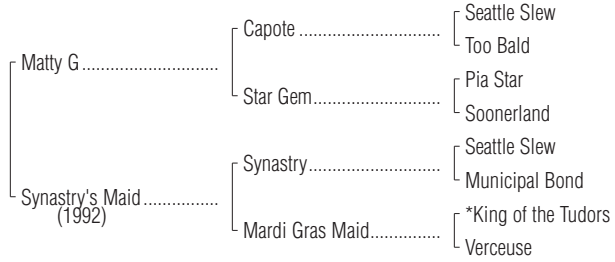 Seattle Slew
Capote ............................
Too Bald
Matty G ............................
Pia Star
Star Gem..........................
Soonerland
Seattle Slew
Synastry...........................
Municipal Bond
Synastry's Maid ...............
(1992)
*King of the Tudors
Mardi Gras Maid..............
Verceuse